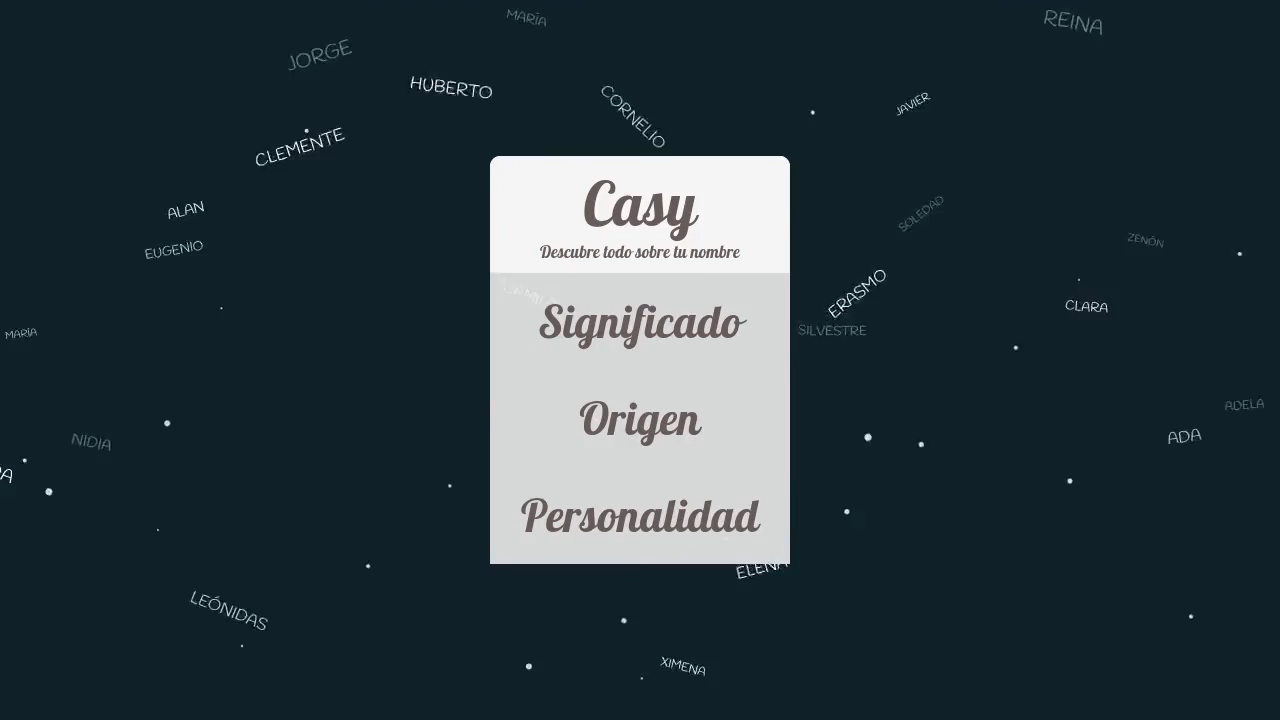 MARÍA
REINA
JORGE
HUBERTO
CORNELIO
JAVIER
CLEMENTE
ALAN
EUGENIO
SOLEDAD
ZENÓN
Casy
Descubre todo sobre tu nombre
ERASMO
CLARA
SILVESTRE
MARÍA
Significado
ADELA
ADA
NIDIA
Origen
Personalidad
ELENA
LEÓNIDAS
XIMENA